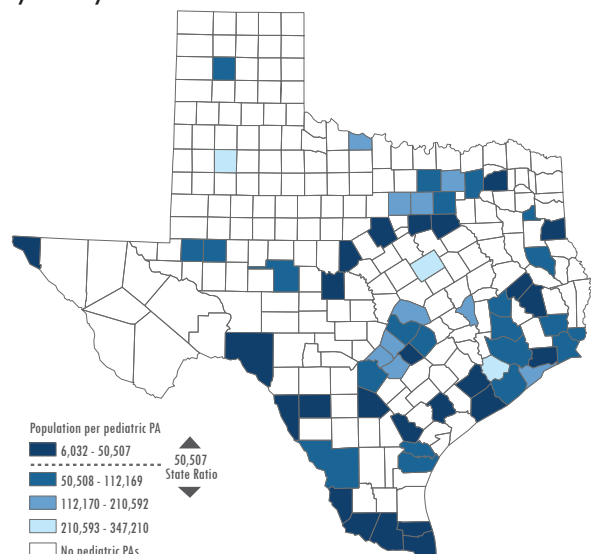 Population per pediatric PA
6,032 - 50,507
50,507
State Ratio
50,508 - 112,169
112,170 - 210,592
210,593 - 347,210
No pediatric PAs